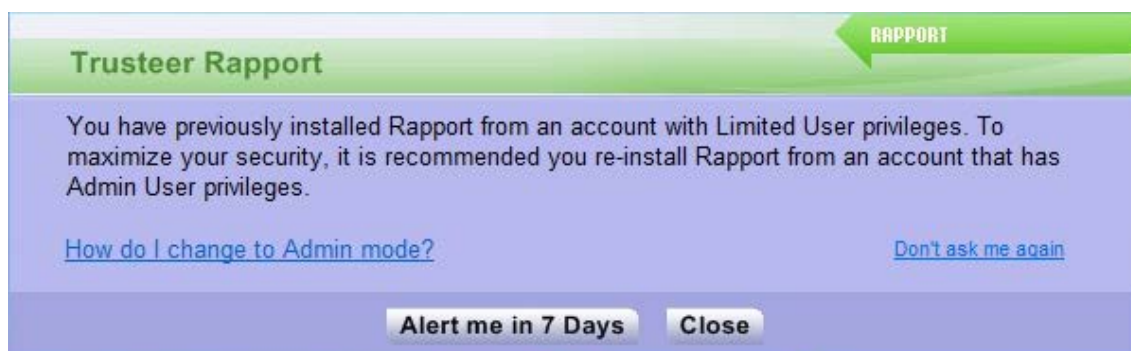 RAPPORT
Trusteer Rapport
You have previously installed Rapport from an account with Limited User privileges. To
maximize your security, it is recommended you re-install Rapport from an account that has
Admin User privileges.
How do I change to Admin mode?
Don't ask me again
Alert me in 7 Days
Close